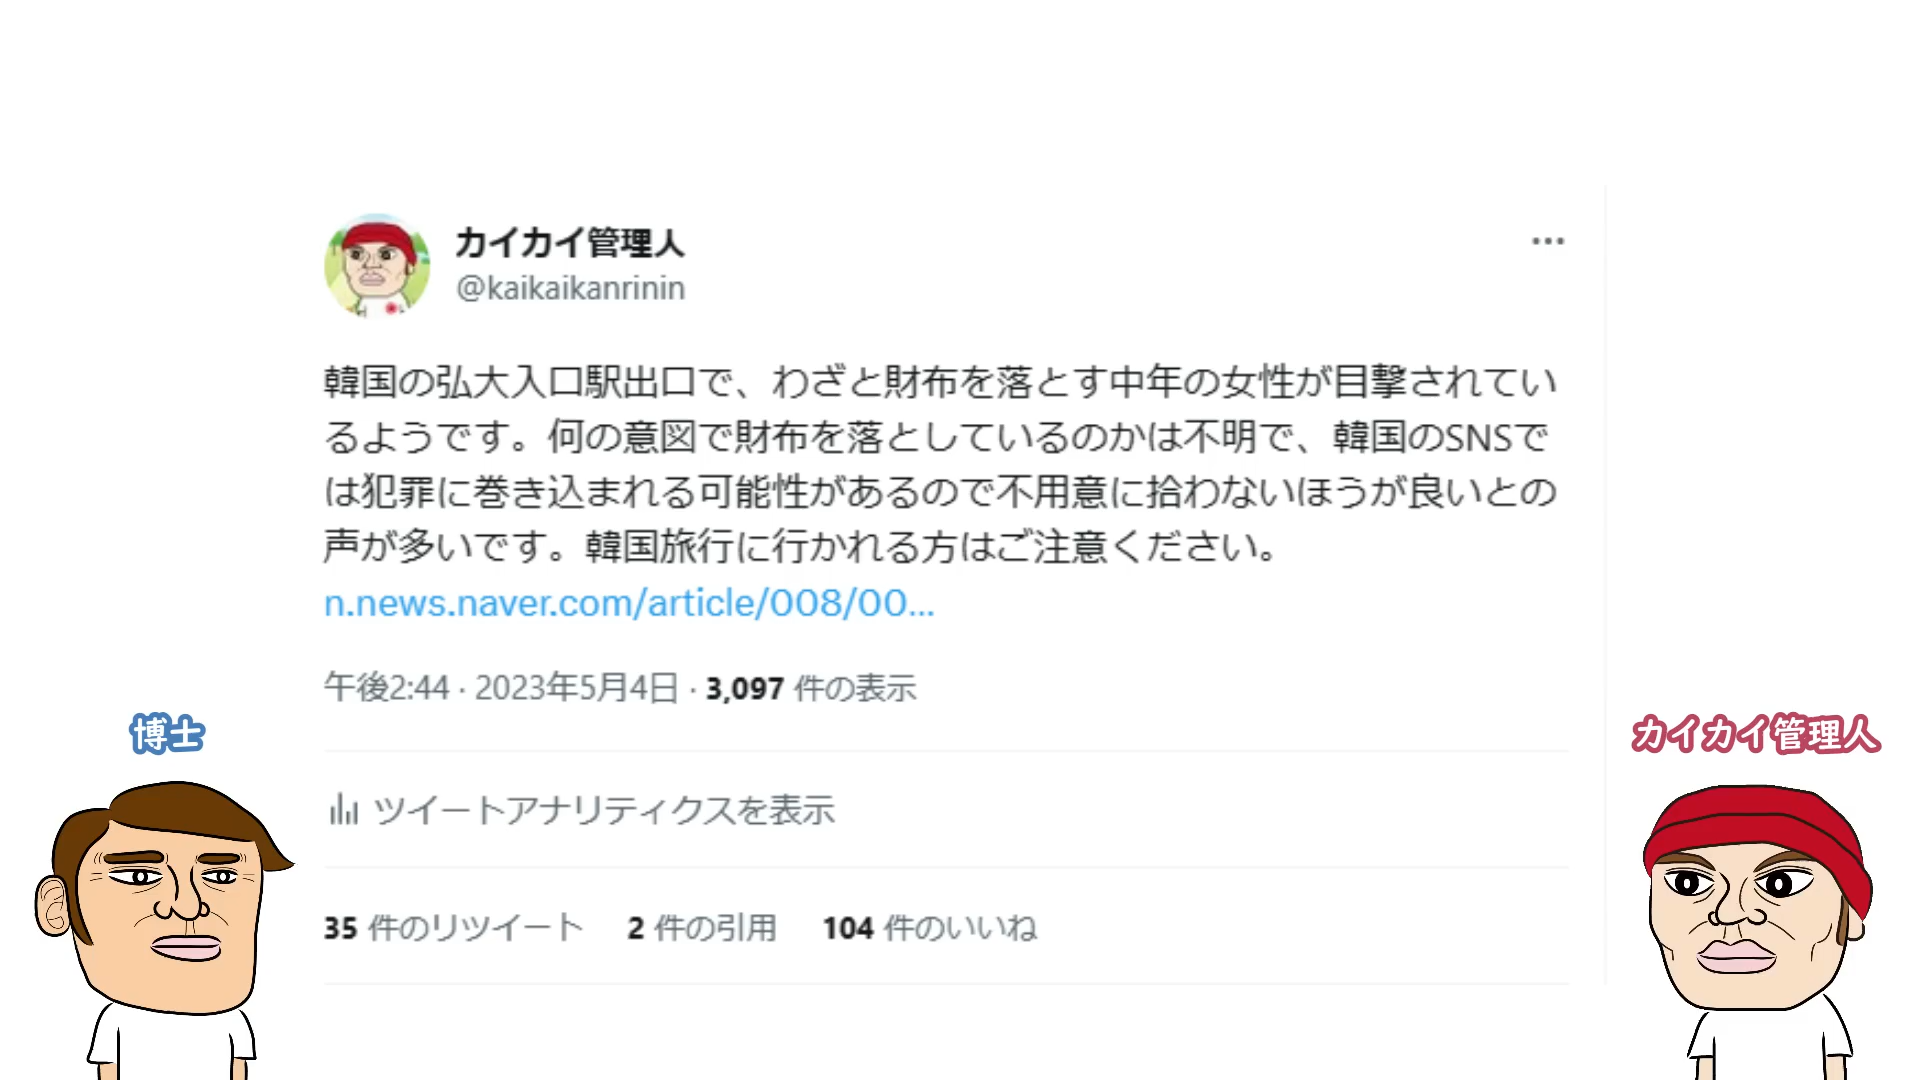 カイカイ管理人
@kaikaikanrinin
韓国の弘大入口駅出口で、わざと財布を落とす中年の女性が目撃されてい
るようです。何の意図で財布を落としているのかは不明で、韓国のSNSで
は犯罪に巻き込まれる可能性があるので不用意に拾わないほうが良いとの
声が多いです。韓国旅行に行かれる方はご注意ください。
n.news.naver.com/article/008/00...
午後2:44 · 2023年5月4日 · 3,097 件の表示
博士
カイカイ管理人
ツイートアナリティクスを表示
35 件のリツイート 2 件の引用 104 件のいいね